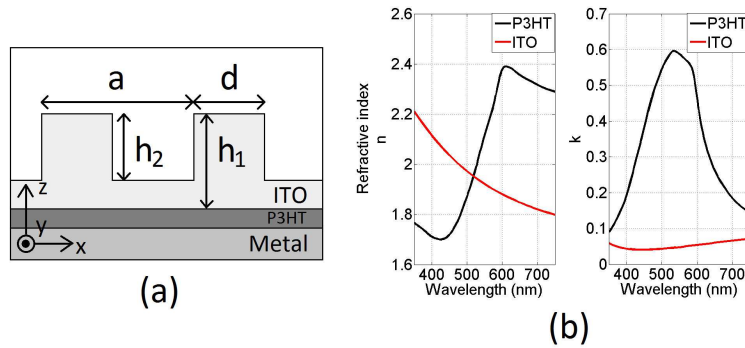 a
d
h2
h1
z
ITO
y
P3HT
x
Metal
(a)
2.6
2.4
2.2
2
1.8
1.6
400 500 600 700
Wavelength (nm)
Refractive index
n
P3HT
ITO
0.7
0.6
0.5
0.4
0.3
0.2
0.1
0
400 500 600 700
Wavelength (nm)
k
P3HT
ITO
(b)